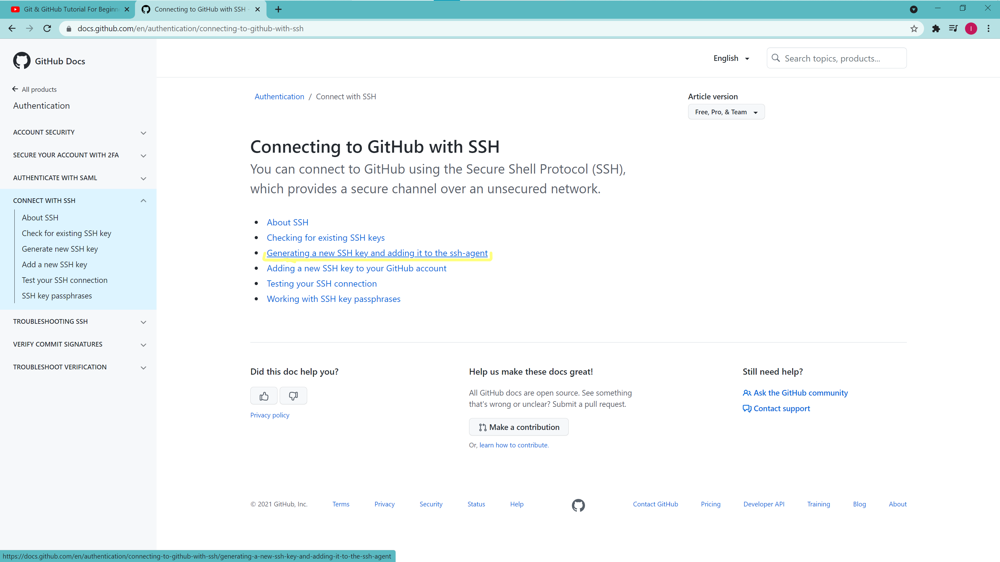 Git & GitHub Tutorial For Beginn
Connecting to GitHub with SSH -
docs.github.com/en/authentication/connecting-to-github-with-ssh
I
GitHub Docs
All products
Authentication
ACCOUNT SECURITY
SECURE YOUR ACCOUNT WITH 2FA
AUTHENTICATE WITH SAML
CONNECT WITH SSH
About SSH
Check for existing SSH key
Generate new SSH key
Add a new SSH key
Test your SSH connection
SSH key passphrases
TROUBLESHOOTING SSH
VERIFY COMMIT SIGNATURES
TROUBLESHOOT VERIFICATION
English
Search topics, products...
Authentication / Connect with SSH
Article version
Free, Pro, & Team
Connecting to GitHub with SSH
You can connect to GitHub using the Secure Shell Protocol (SSH),
which provides a secure channel over an unsecured network.
About SSH
Checking for existing SSH keys
Generating a new SSH key and adding it to the ssh-agent
Adding a new SSH key to your GitHub account
Testing your SSH connection
Working with SSH key passphrases
Did this doc help you?
Privacy policy
Help us make these docs great!
All GitHub docs are open source. See something
that's wrong or unclear? Submit a pull request.
Make a contribution
Or, learn how to contribute.
Still need help?
Ask the GitHub community
Contact support
© 2021 GitHub, Inc. Terms Privacy Security Status Help Contact GitHub Pricing Developer API Training Blog About
https://docs.github.com/en/authentication/connecting-to-github-with-ssh/generating-a-new-ssh-key-and-adding-it-to-the-ssh-agent